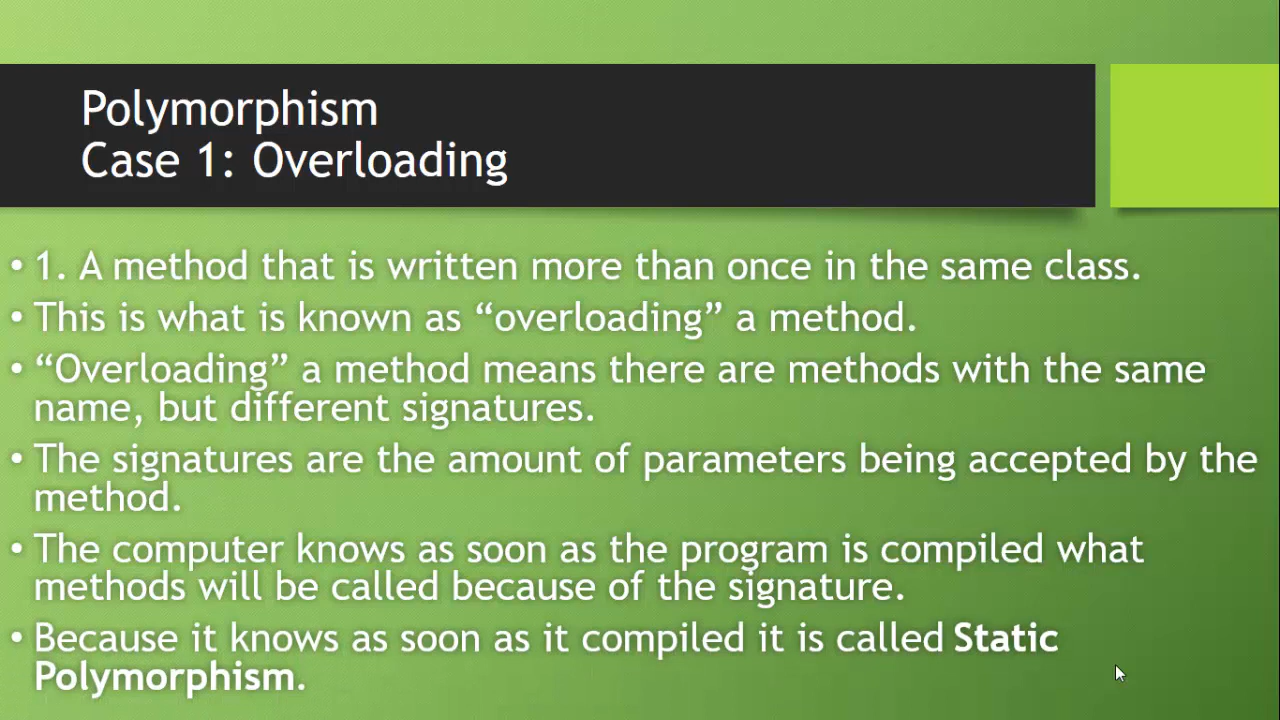 Polymorphism
Case 1: Overloading
• 1. A method that is written more than once in the same class.
• This is what is known as “overloading” a method.
• “Overloading” a method means there are methods with the same
name, but different signatures.
• The signatures are the amount of parameters being accepted by the
method.
• The computer knows as soon as the program is compiled what
methods will be called because of the signature.
• Because it knows as soon as it compiled it is called Static
Polymorphism.